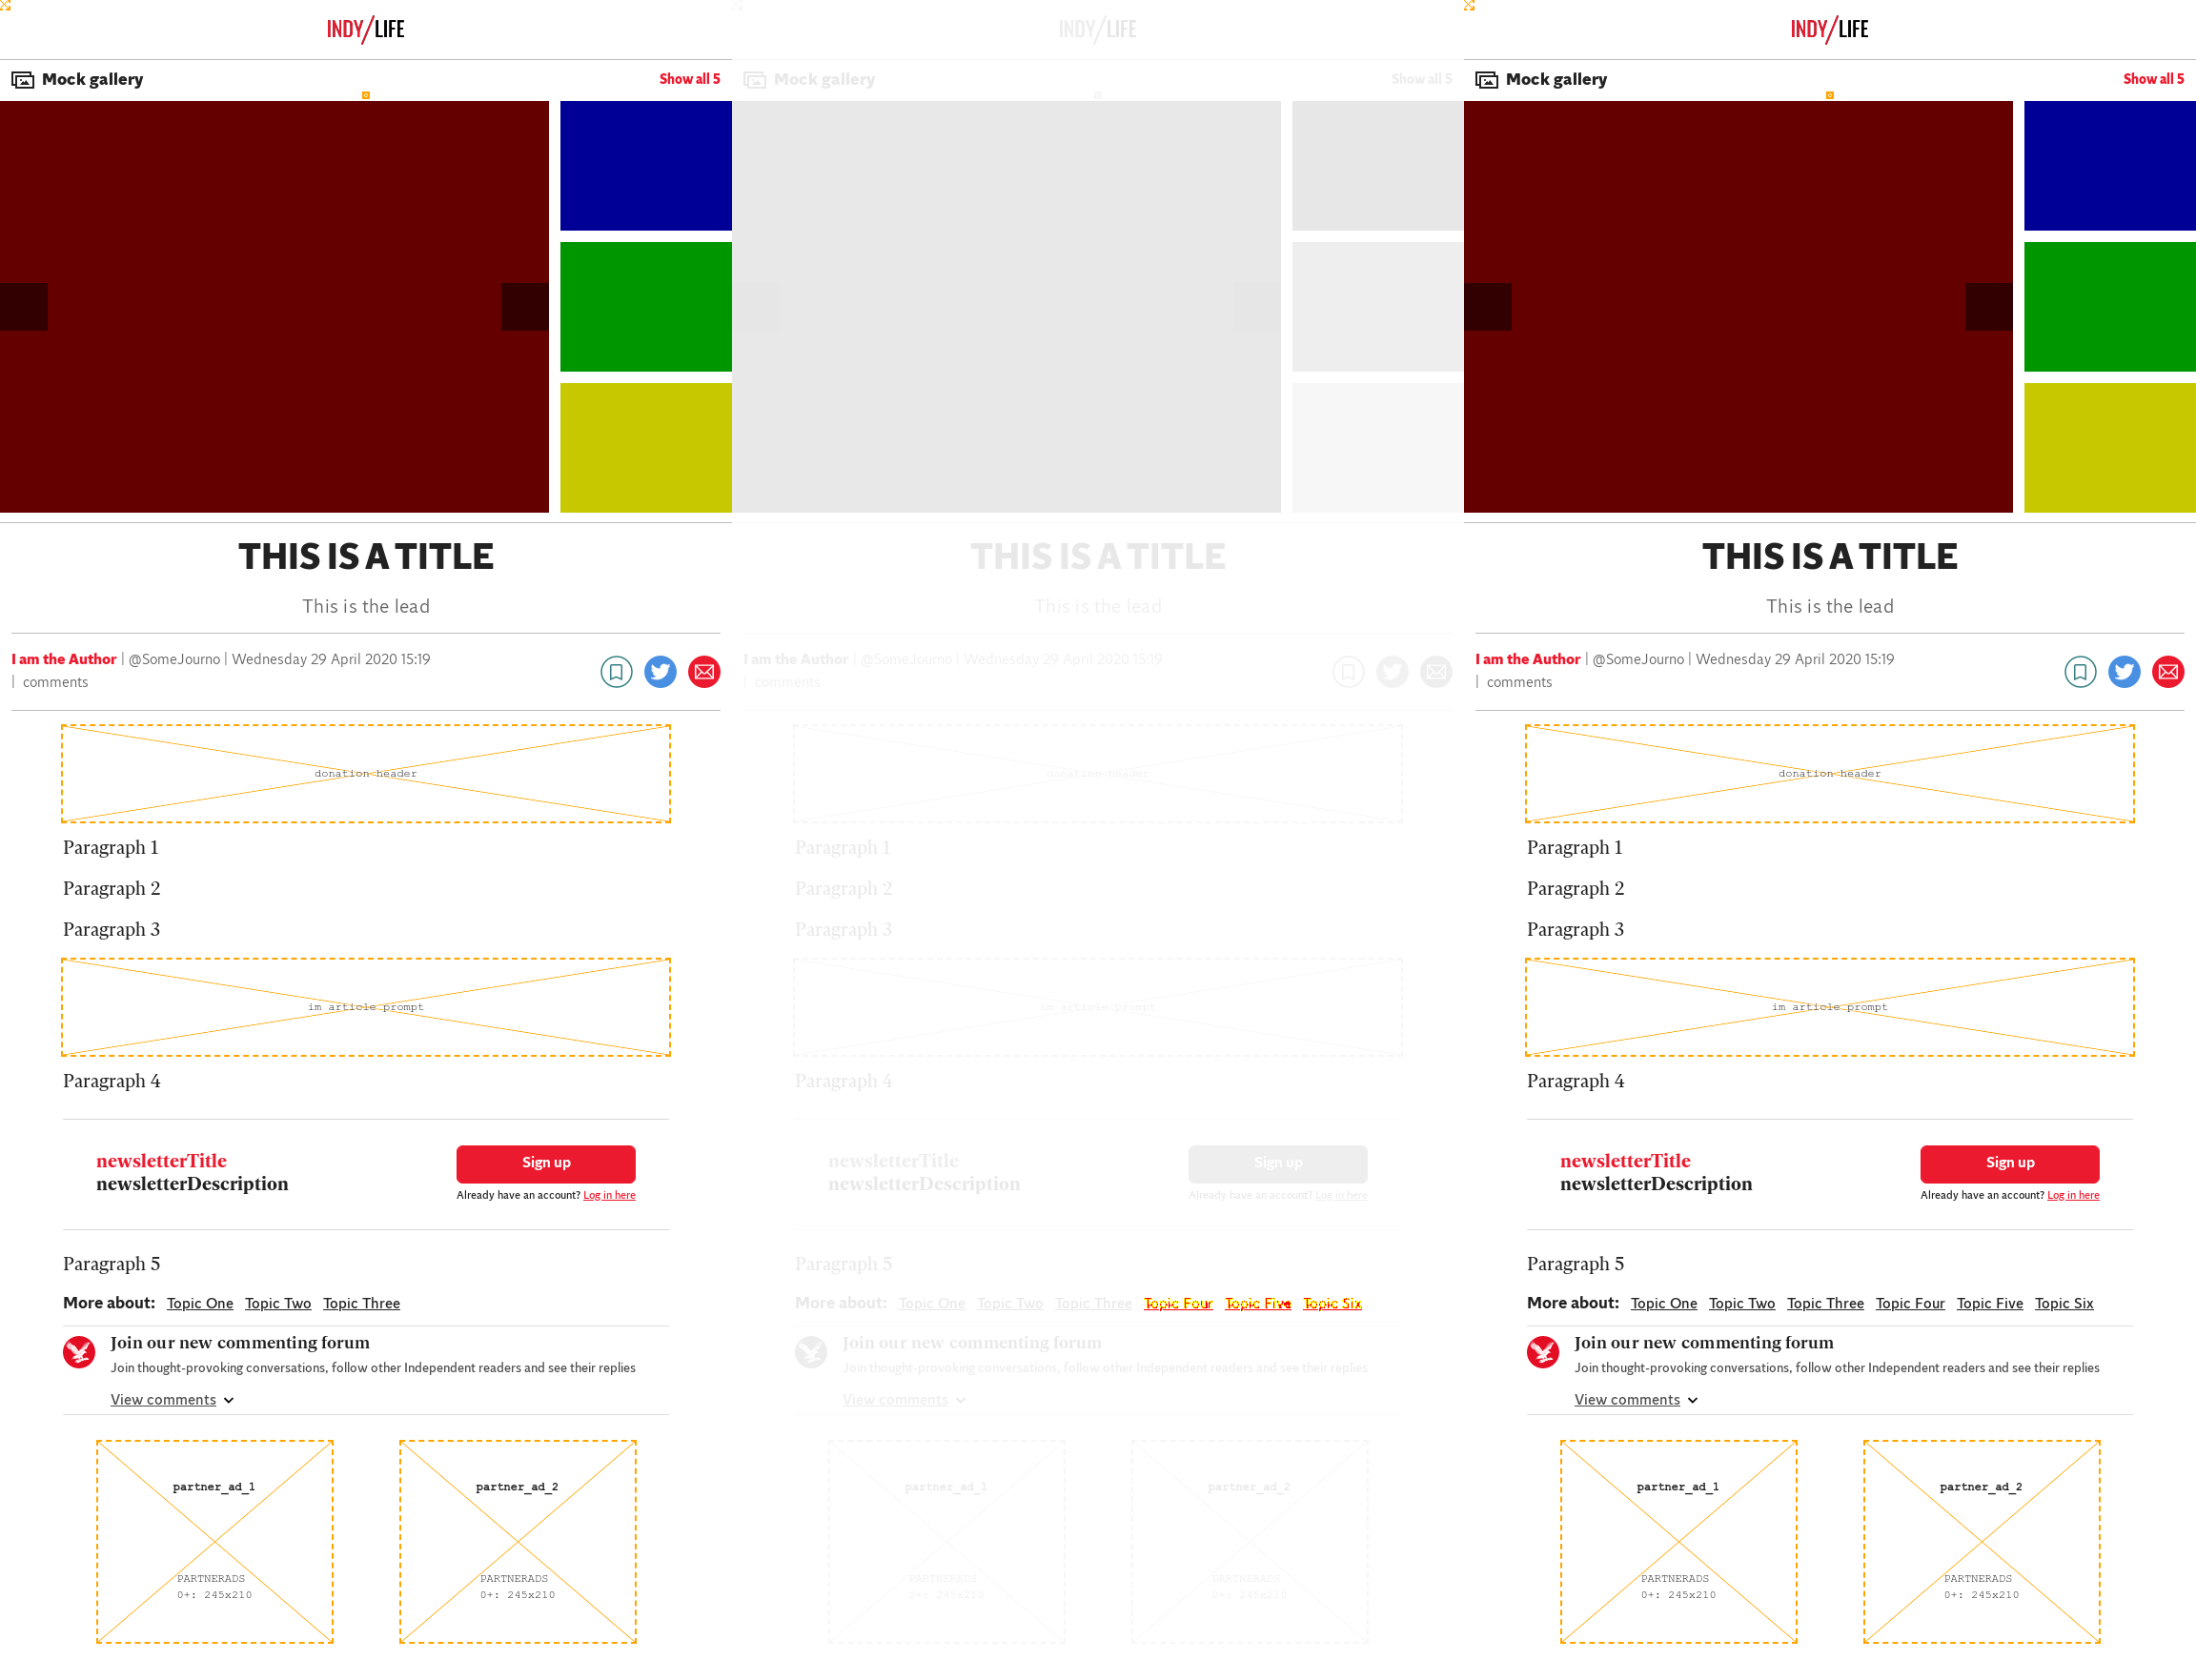 INDY/LIFE
Mock gallery
Show all 5
THIS IS A TITLE
This is the lead
I am the Author | @SomeJourno | Wednesday 29 April 2020 15:19
| comments
donation header
Paragraph 1
Paragraph 2
Paragraph 3
im article prompt
Paragraph 4
newsletterTitle
newsletterDescription
Sign up
Already have an account? Log in here
Paragraph 5
More about: Topic One Topic Two Topic Three
Join our new commenting forum
Join thought-provoking conversations, follow other Independent readers and see their replies
View comments
partner_ad_1
PARTNERADS
0+: 245x210
partner_ad_2
PARTNERADS
0+: 245x210
INDY/LIFE
Mock gallery
Show all 5
THIS IS A TITLE
This is the lead
I am the Author | @SomeJourno | Wednesday 29 April 2020 15:19
| comments
donation header
Paragraph 1
Paragraph 2
Paragraph 3
im article prompt
Paragraph 4
newsletterTitle
newsletterDescription
Sign up
Already have an account? Log in here
Paragraph 5
More about: Topic One Topic Two Topic Three Topic Four Topic Five Topic Six
Join our new commenting forum
Join thought-provoking conversations, follow other Independent readers and see their replies
View comments
partner_ad_1
PARTNERADS
0+: 245x210
partner_ad_2
PARTNERADS
0+: 245x210
INDY/LIFE
Mock gallery
Show all 5
THIS IS A TITLE
This is the lead
I am the Author | @SomeJourno | Wednesday 29 April 2020 15:19
| comments
donation header
Paragraph 1
Paragraph 2
Paragraph 3
im article prompt
Paragraph 4
newsletterTitle
newsletterDescription
Sign up
Already have an account? Log in here
Paragraph 5
More about: Topic One Topic Two Topic Three Topic Four Topic Five Topic Six
Join our new commenting forum
Join thought-provoking conversations, follow other Independent readers and see their replies
View comments
partner_ad_1
PARTNERADS
0+: 245x210
partner_ad_2
PARTNERADS
0+: 245x210